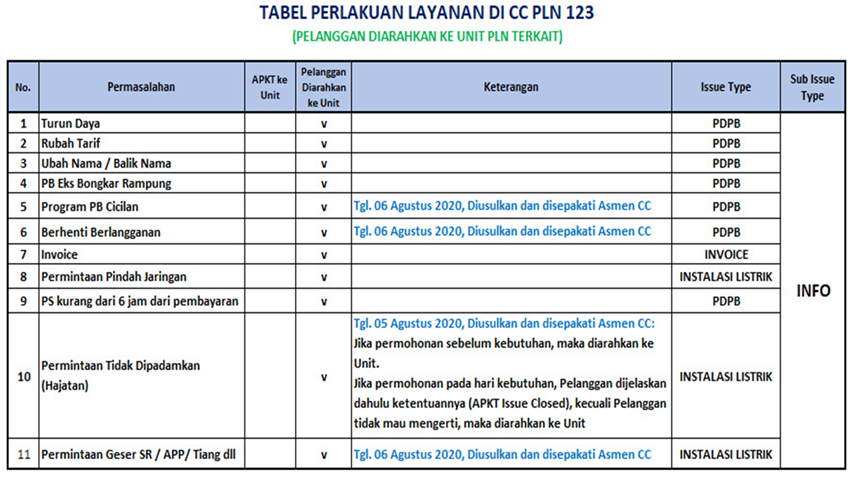 TABEL PERLAKUAN LAYANAN DI CC PLN 123
(PELANGGAN DIARAHKAN KE UNIT PLN TERKAIT)
No. Permasalahan APKT ke Unit Pelanggan Diarahkan ke Unit Keterangan Issue Type Sub Issue Type
1 Turun Daya v PDPB
2 Rubah Tarif v PDPB
3 Ubah Nama / Balik Nama v PDPB
4 PB Eks Bongkar Rampung v PDPB
5 Program PB Cicilan v Tgl. 06 Agustus 2020, Diusulkan dan disepakati Asmen CC PDPB
6 Berhenti Berlangganan v Tgl. 06 Agustus 2020, Diusulkan dan disepakati Asmen CC PDPB
7 Invoice v INVOICE
8 Permintaan Pindah Jaringan v INSTALASI LISTRIK
INFO
9 PS kurang dari 6 jam dari pembayaran v PDPB
10 Permintaan Tidak Dipadamkan (Hajatan) v
Tgl. 05 Agustus 2020, Diusulkan dan disepakati Asmen CC:
Jika permohonan sebelum kebutuhan, maka diarahkan ke
Unit.
Jika permohonan pada hari kebutuhan, Pelanggan dijelaskan
dahulu ketentuannya (APKT Issue Closed), kecuali Pelanggan
tidak mau mengerti, maka diarahkan ke Unit
INSTALASI LISTRIK
11 Permintaan Geser SR / APP/ Tiang dll v Tgl. 06 Agustus 2020, Diusulkan dan disepakati Asmen CC INSTALASI LISTRIK